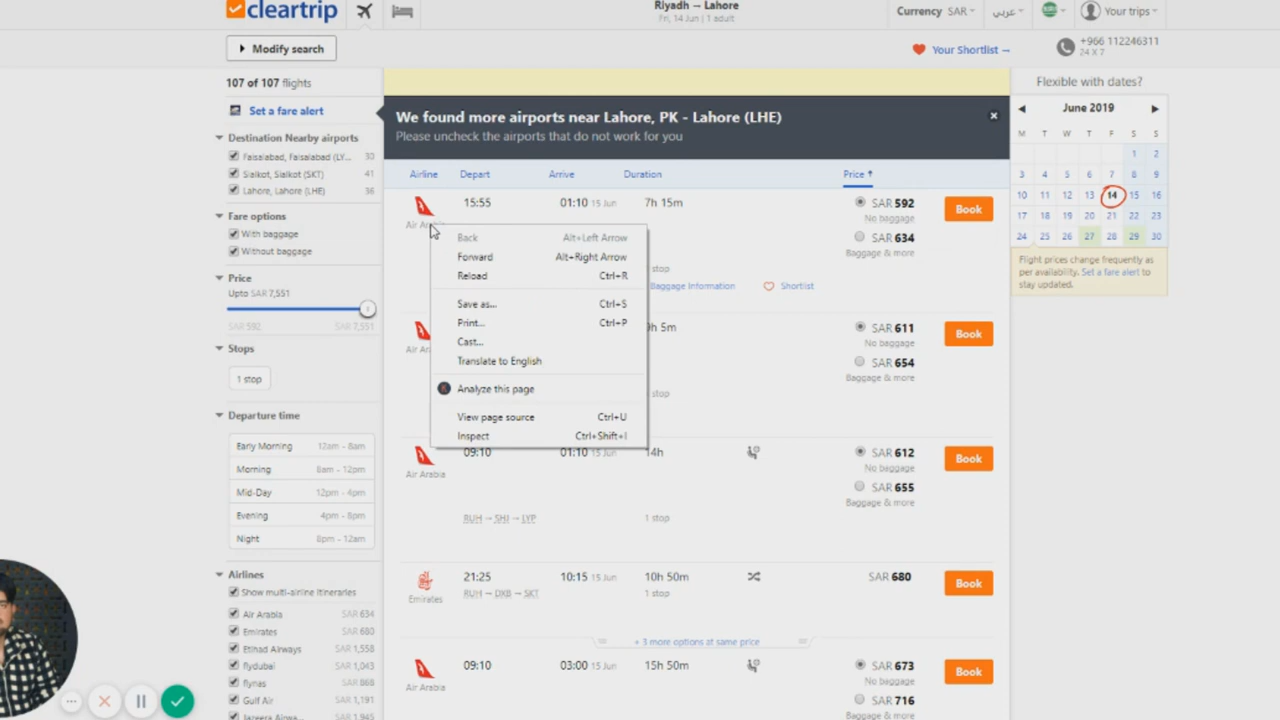 cleartrip
Riyadh → Lahore
Fri, 14 Jun | 1 adult
Currency SAR
عربي
Your trips
Modify search
Your Shortlist →
+966 112246311
24 X 7
107 of 107 flights
Set a fare alert
Destination Nearby airports
Faisalabad, Faisalabad (LY... 30
Sialkot, Sialkot (SKT) 41
Lahore, Lahore (LHE) 36
Fare options
With baggage
Without baggage
Price
Upto SAR 7,551
SAR 592 SAR 7,551
Stops
1 stop
Departure time
Early Morning 12am - 8am
Morning 8am - 12pm
Mid-Day 12pm - 4pm
Evening 4pm - 8pm
Night 8pm - 12am
Airlines
Show multi-airline itineraries
Air Arabia SAR 634
Emirates SAR 680
Etihad Airways SAR 1,558
flydubai SAR 1,043
flynas SAR 868
Gulf Air SAR 1,191
Jazeera Airwa... SAR 1,945
We found more airports near Lahore, PK - Lahore (LHE)
Please uncheck the airports that do not work for you
Airline Depart Arrive Duration Price ↑
15:55 01:10 15 Jun 7h 15m SAR 592 Book
No baggage
SAR 634
Baggage & more
stop
Baggage Information Shortlist
Back Alt+Left Arrow
Forward Alt+Right Arrow
Reload Ctrl+R
Save as... Ctrl+S
Print... Ctrl+P
Cast...
Translate to English
Analyze this page
View page source Ctrl+U
Inspect Ctrl+Shift+I
9h 5m SAR 611 Book
No baggage
SAR 654
Baggage & more
stop
09:10 01:10 15 Jun 14h SAR 612 Book
Air Arabia No baggage
SAR 655
Baggage & more
RUH → SHJ → LYP 1 stop
21:25 10:15 15 Jun 10h 50m SAR 680 Book
Emirates RUH → DXB → SKT 1 stop
+ 3 more options at same price
09:10 03:00 15 Jun 15h 50m SAR 673 Book
Air Arabia No baggage
SAR 716
Baggage & more
Flexible with dates?
June 2019
M T W T F S S
1 2
3 4 5 6 7 8 9
10 11 12 13 14 15 16
17 18 19 20 21 22 23
24 25 26 27 28 29 30
Flight prices change frequently as
per availability. Set a fare alert to
stay updated.